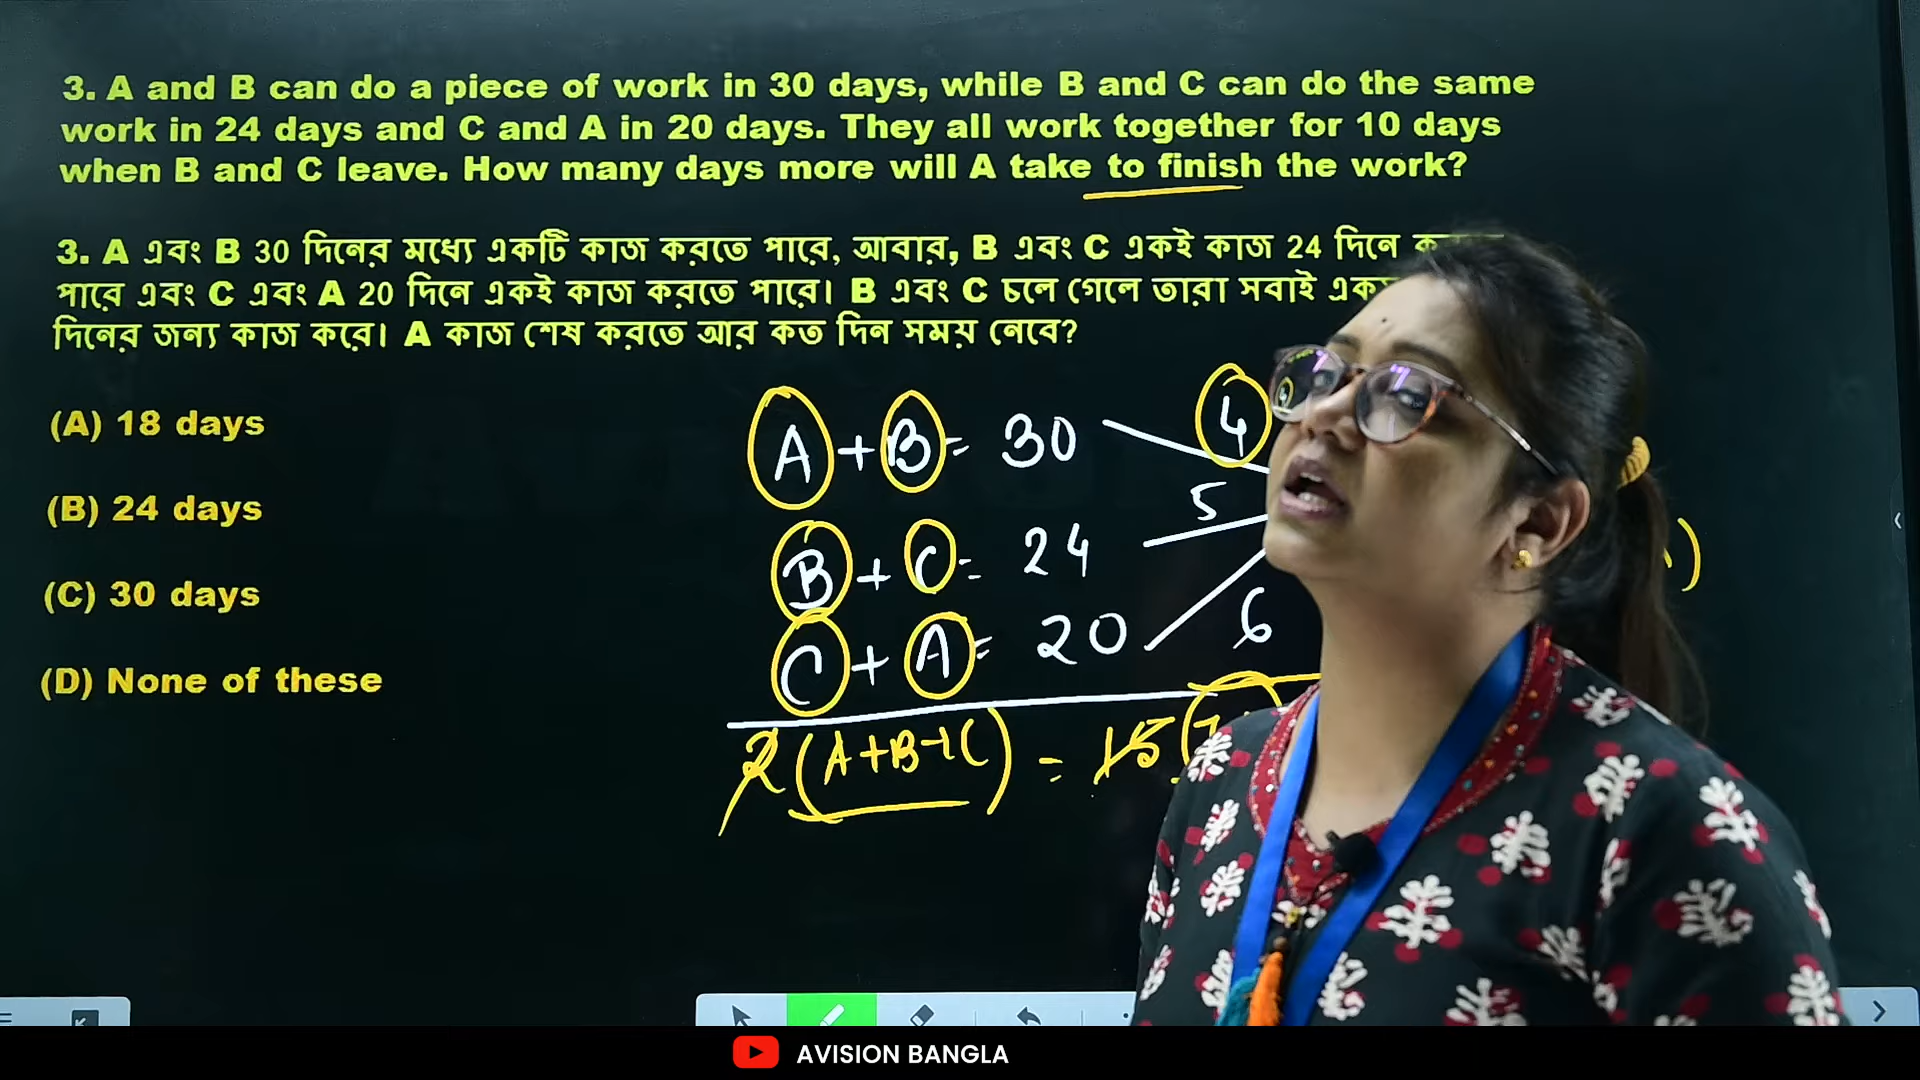 3. A and B can do a piece of work in 30 days, while B and C can do the same
work in 24 days and C and A in 20 days. They all work together for 10 days
when B and C leave. How many days more will A take to finish the work?
3. A এবং B 30 দিনের মধ্যে একটি কাজ করতে পারে, আবার, B এবং C একই কাজ 24 দিনে
পারে এবং C এবং A 20 দিনে একই কাজ করতে পারে। B এবং C চলে গেলে তারা সবাই
দিনের জন্য কাজ করে। A কাজ শেষ করতে আর কত দিন সময় নেবে?
(A) 18 days
(B) 24 days
(C) 30 days
(D) None of these
A + B = 30 4
B + C = 24 5
C + A = 20 6
2 (A+B+C) = 15
AVISION BANGLA